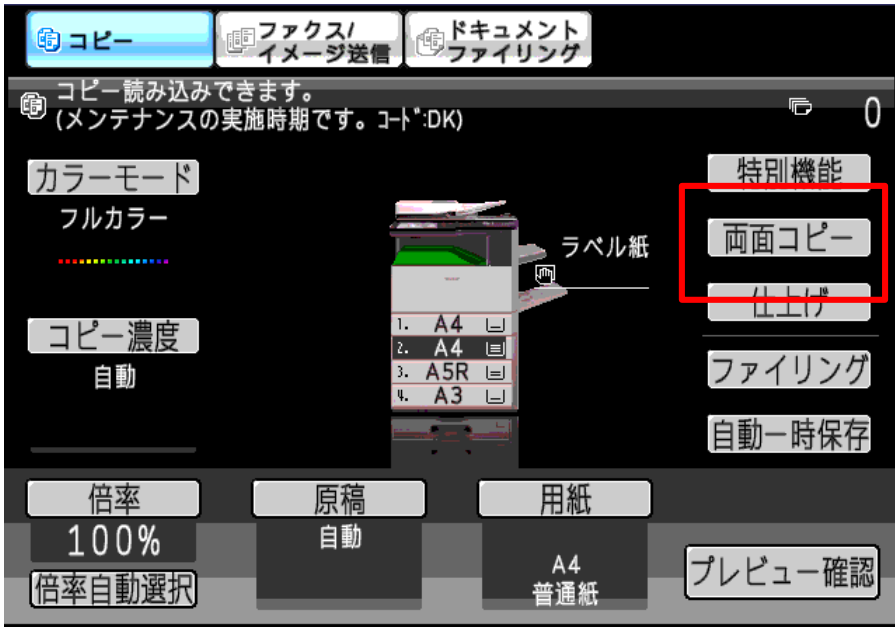 コピー
ファクス/
イメージ送信
ドキュメント
ファイリング
コピー読み込みできます。
(メンテナンスの実施時期です。ｺｰﾄﾞ:DK)
0
カラーモード
フルカラー
コピー濃度
自動
ラベル紙
1. A4
2. A4
3. A5R
4. A3
特別機能
両面コピー
仕上げ
ファイリング
自動一時保存
倍率
100%
倍率自動選択
原稿
自動
用紙
A4
普通紙
プレビュー確認